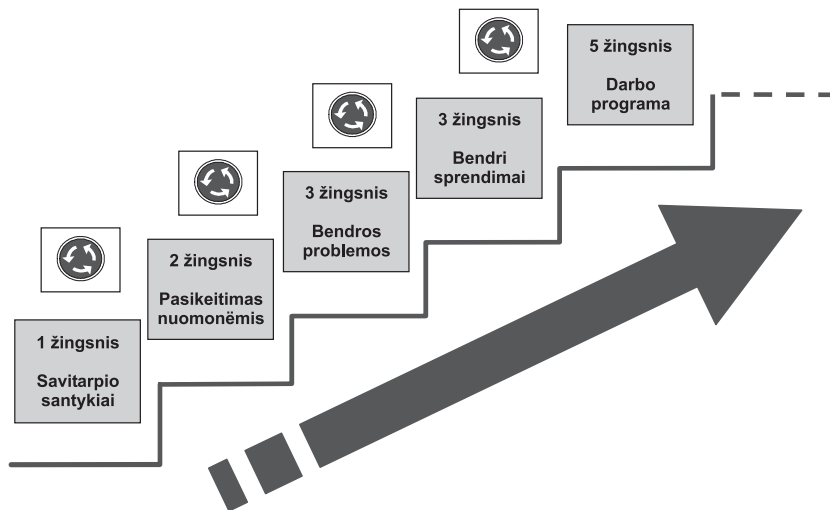 1 žingsnis
Savitarpio
santykiai
2 žingsnis
Pasikeitimas
nuomonėmis
3 žingsnis
Bendros
problemos
3 žingsnis
Bendri
sprendimai
5 žingsnis
Darbo
programa